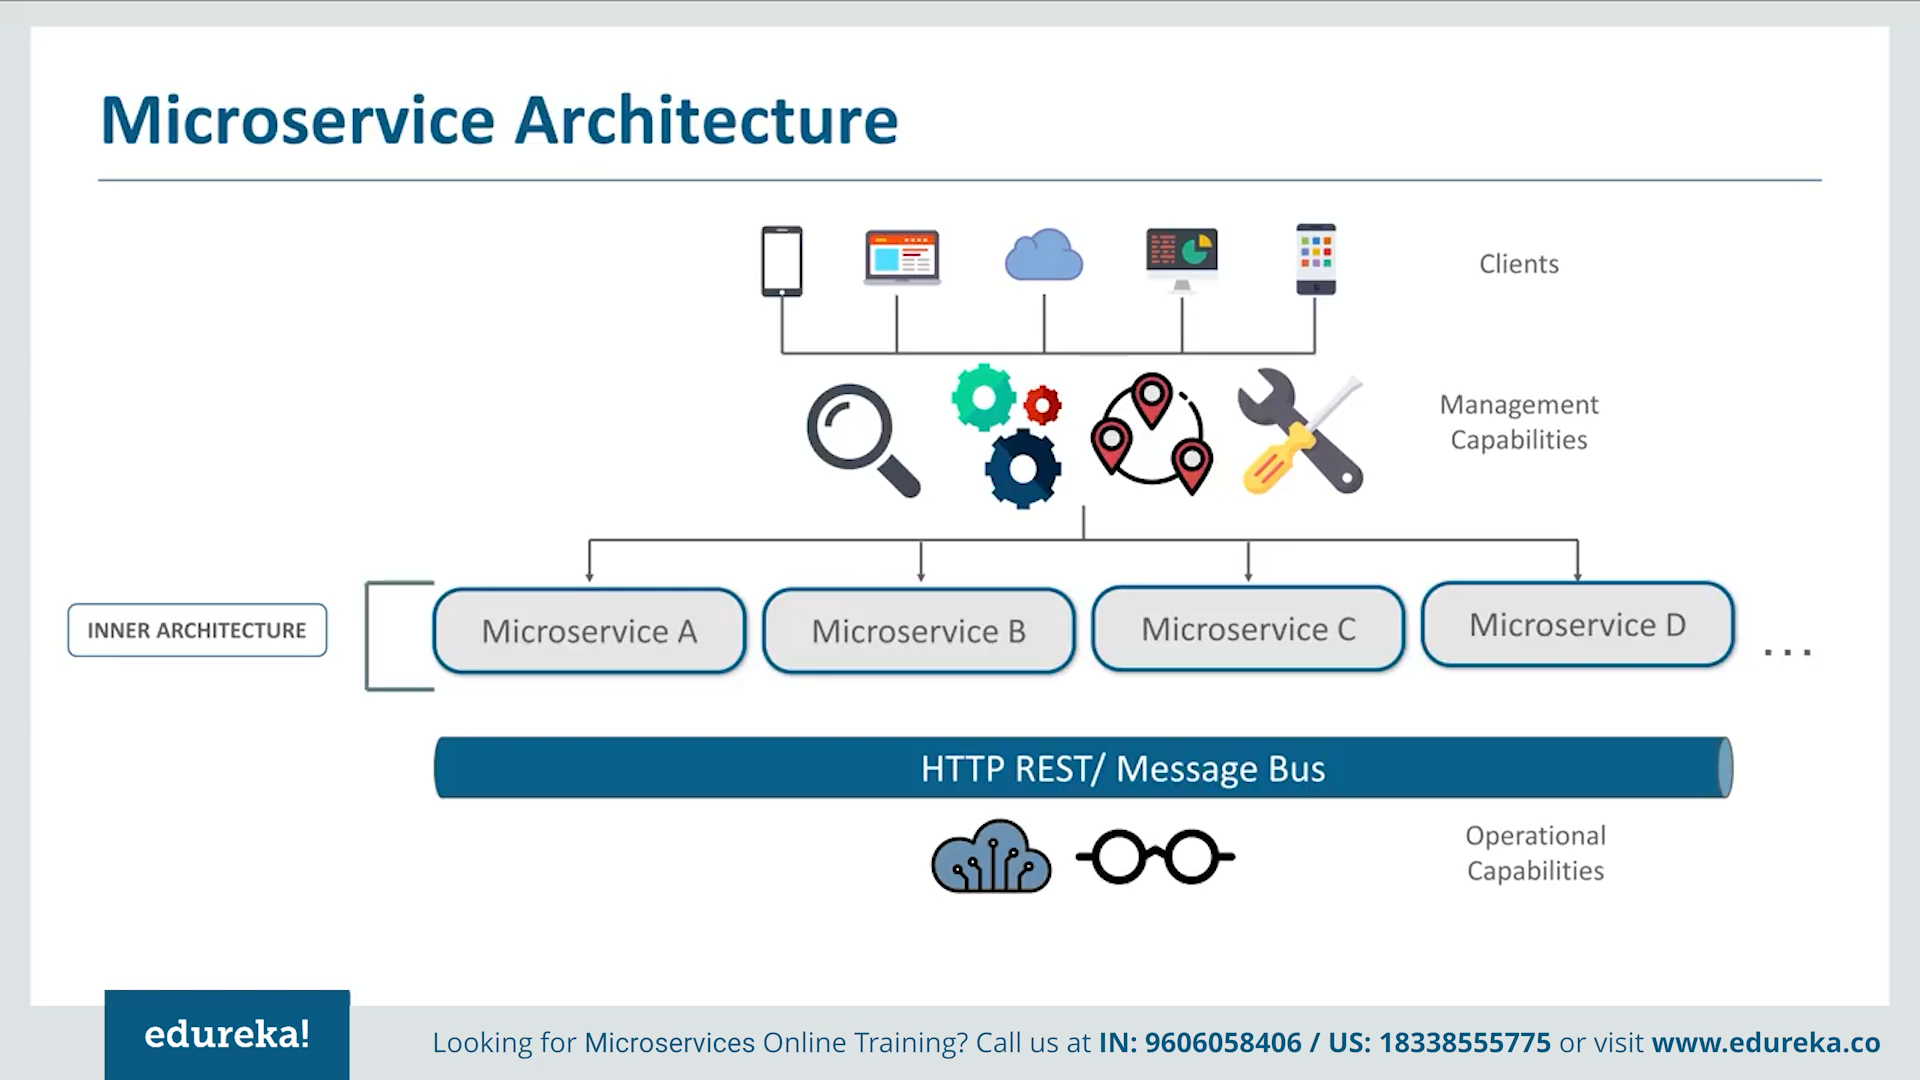 Microservice Architecture
Clients
Management
Capabilities
INNER ARCHITECTURE
Microservice A
Microservice B
Microservice C
Microservice D
...
HTTP REST/ Message Bus
Operational
Capabilities
edureka!
Looking for Microservices Online Training? Call us at IN: 9606058406 / US: 18338555775 or visit www.edureka.co